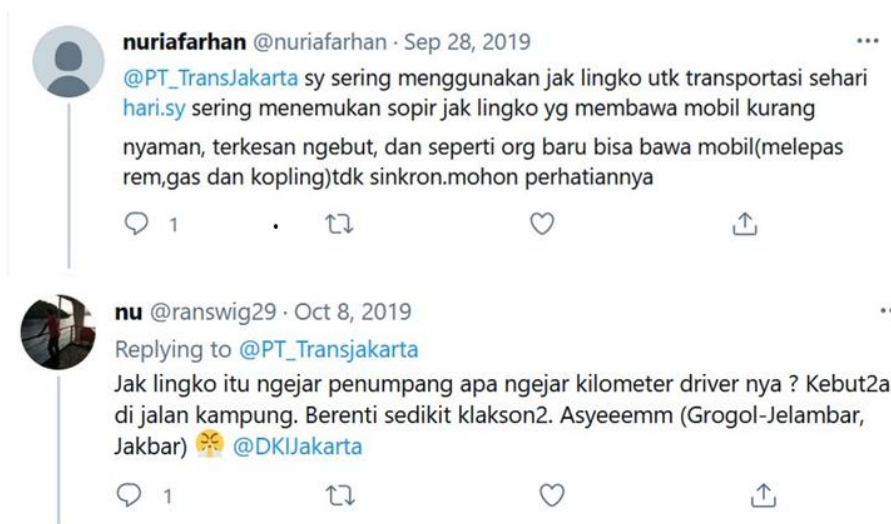 nuriafarhan @nuriafarhan · Sep 28, 2019
@PT_TransJakarta sy sering menggunakan jak lingko utk transportasi sehari
hari.sy sering menemukan sopir jak lingko yg membawa mobil kurang
nyaman, terkesan ngebut, dan seperti org baru bisa bawa mobil(melepas
rem,gas dan kopling)tdk sinkron.mohon perhatiannya
1
nu @ranswig29 · Oct 8, 2019
Replying to @PT_Transjakarta
Jak lingko itu ngejar penumpang apa ngejar kilometer driver nya ? Kebut2a
di jalan kampung. Berenti sedikit klakson2. Asyeeemm (Grogol-Jelambar,
Jakbar) 😤 @DKIJakarta
1